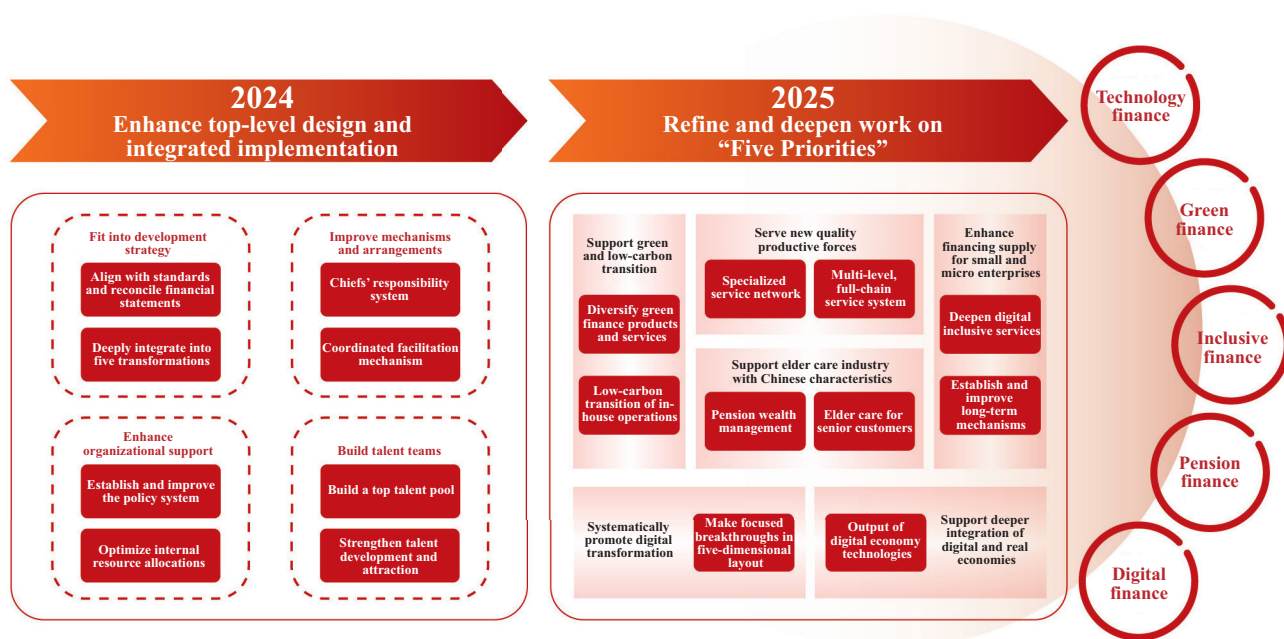 2024
Enhance top-level design and
integrated implementation
Fit into development
strategy
Align with standards
and reconcile financial
statements
Deeply integrate into
five transformations
Improve mechanisms
and arrangements
Chiefs' responsibility
system
Coordinated facilitation
mechanism
Enhance
organizational support
Establish and improve
the policy system
Optimize internal
resource allocations
Build talent teams
Build a top talent pool
Strengthen talent
development and
attraction
2025
Refine and deepen work on
“Five Priorities”
Support green
and low-carbon
transition
Diversify green
finance products
and services
Low-carbon
transition of in-
house operations
Serve new quality
productive forces
Specialized
service network
Multi-level,
full-chain
service system
Support elder care industry
with Chinese characteristics
Pension wealth
management
Elder care for
senior customers
Enhance
financing supply
for small and
micro enterprises
Deepen digital
inclusive services
Establish and
improve
long-term
mechanisms
Systematically
promote digital
transformation
Make focused
breakthroughs in
five-dimensional
layout
Output of
digital economy
technologies
Support deeper
integration of
digital and real
economies
Technology
finance
Green
finance
Inclusive
finance
Pension
finance
Digital
finance